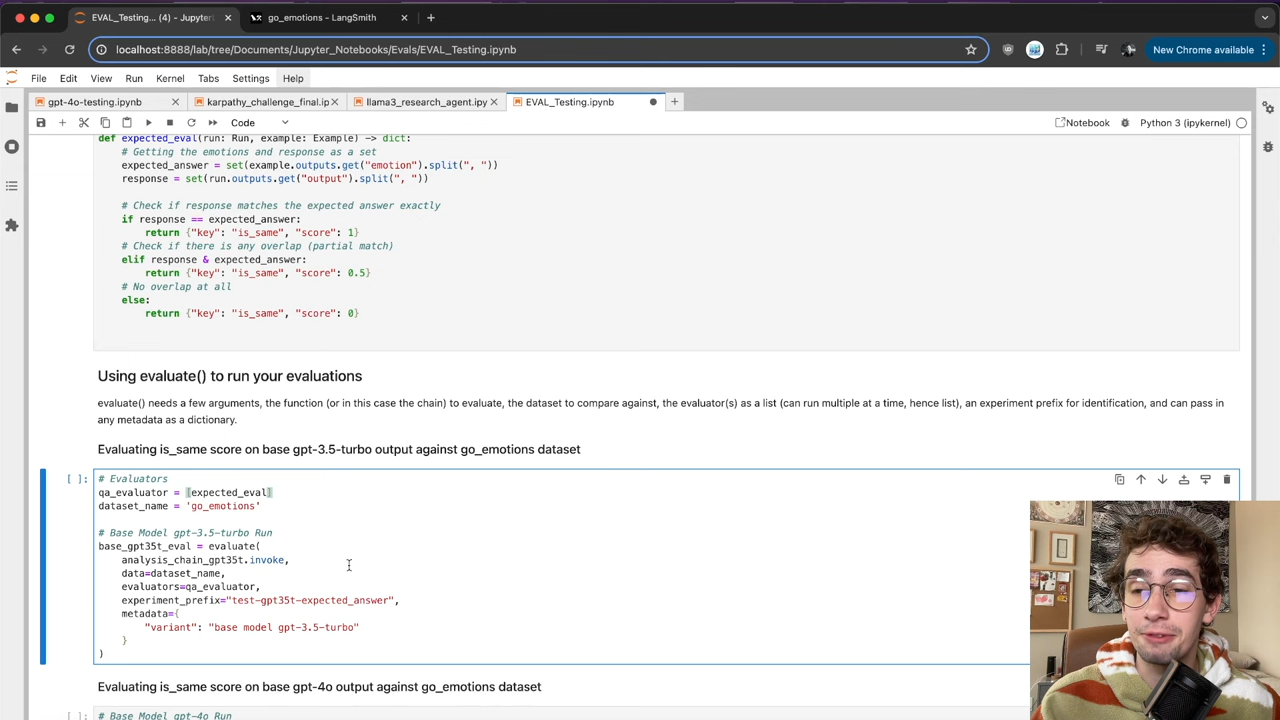 EVAL_Testing... (4) - Jupyter
go_emotions - LangSmith
localhost:8888/lab/tree/Documents/Jupyter_Notebooks/Evals/EVAL_Testing.ipynb
New Chrome available
File Edit View Run Kernel Tabs Settings Help
gpt-4o-testing.ipynb
karpathy_challenge_final.ip
llama3_research_agent.ipy
EVAL_Testing.ipynb
Code
Notebook
Python 3 (ipykernel)
def expected_eval(run: Run, example: Example) -> dict:
# Getting the emotions and response as a set
expected_answer = set(example.outputs.get("emotion").split(", "))
response = set(run.outputs.get("output").split(", "))
# Check if response matches the expected answer exactly
if response == expected_answer:
return {"key": "is_same", "score": 1}
# Check if there is any overlap (partial match)
elif response & expected_answer:
return {"key": "is_same", "score": 0.5}
# No overlap at all
else:
return {"key": "is_same", "score": 0}
Using evaluate() to run your evaluations
evaluate() needs a few arguments, the function (or in this case the chain) to evaluate, the dataset to compare against, the evaluator(s) as a list (can run multiple at a time, hence list), an experiment prefix for identification, and can pass in
any metadata as a dictionary.
Evaluating is_same score on base gpt-3.5-turbo output against go_emotions dataset
[ ]:
# Evaluators
qa_evaluator = [expected_eval]
dataset_name = 'go_emotions'
# Base Model gpt-3.5-turbo Run
base_gpt35t_eval = evaluate(
analysis_chain_gpt35t.invoke,
data=dataset_name,
evaluators=qa_evaluator,
experiment_prefix="test-gpt35t-expected_answer",
metadata={
"variant": "base model gpt-3.5-turbo"
}
)
Evaluating is_same score on base gpt-4o output against go_emotions dataset
[ ]:
# Base Model gpt-4o Run